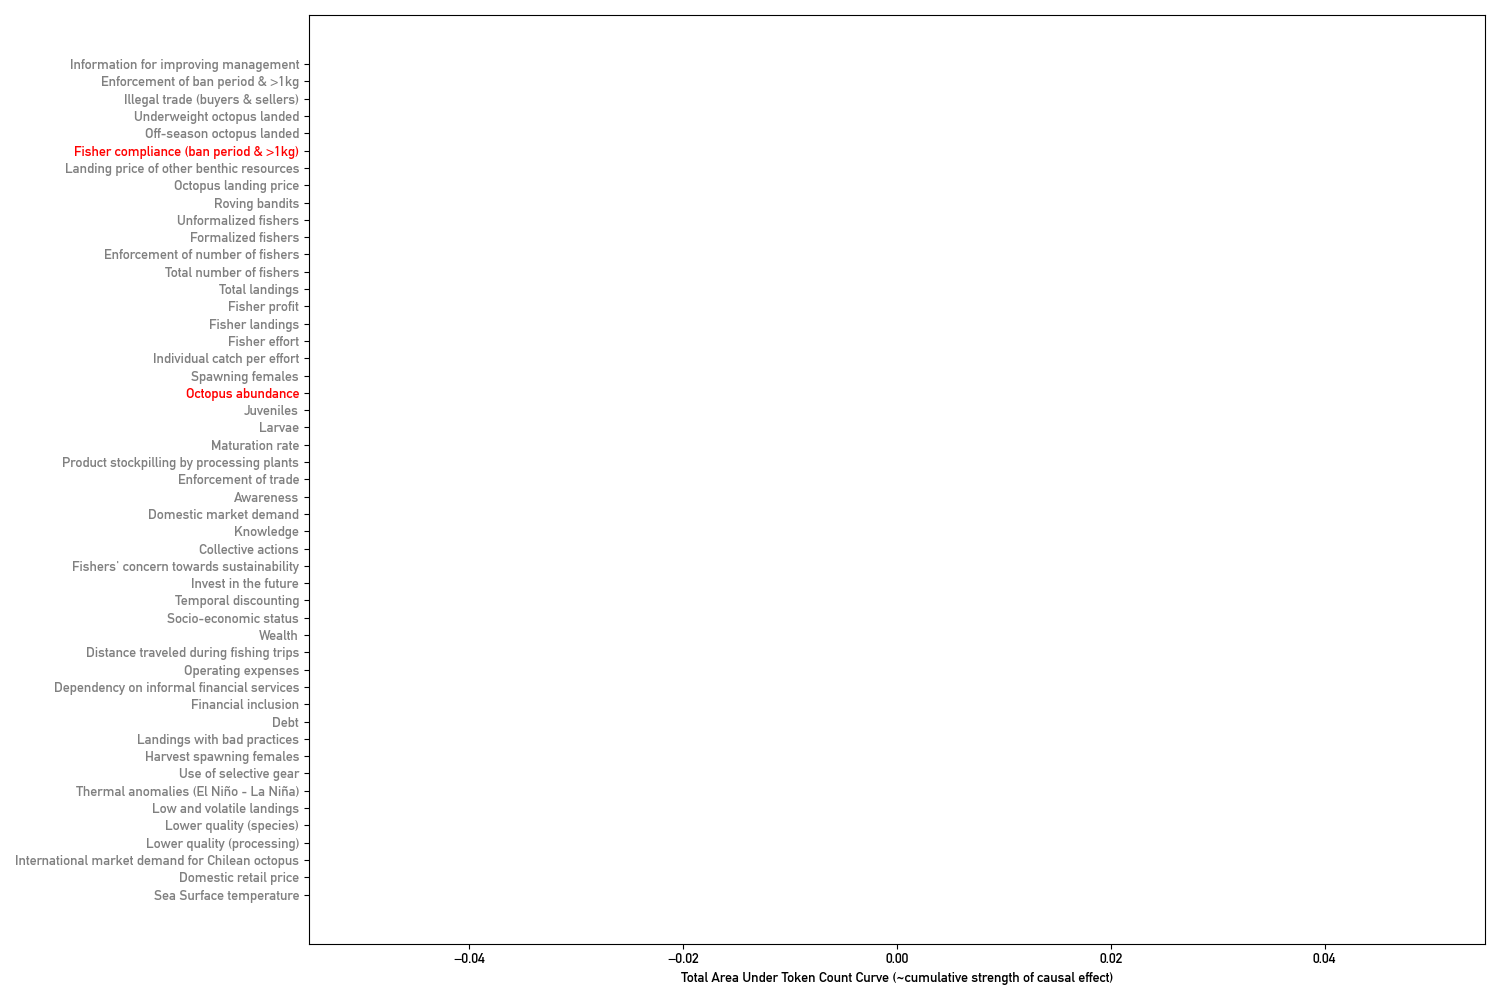 Information for improving management
Enforcement of ban period & >1kg
Illegal trade (buyers & sellers)
Underweight octopus landed
Off-season octopus landed
Fisher compliance (ban period & >1kg)
Landing price of other benthic resources
Octopus landing price
Roving bandits
Unformalized fishers
Formalized fishers
Enforcement of number of fishers
Total number of fishers
Total landings
Fisher profit
Fisher landings
Fisher effort
Individual catch per effort
Spawning females
Octopus abundance
Juveniles
Larvae
Maturation rate
Product stockpilling by processing plants
Enforcement of trade
Awareness
Domestic market demand
Knowledge
Collective actions
Fishers' concern towards sustainability
Invest in the future
Temporal discounting
Socio-economic status
Wealth
Distance traveled during fishing trips
Operating expenses
Dependency on informal financial services
Financial inclusion
Debt
Landings with bad practices
Harvest spawning females
Use of selective gear
Thermal anomalies (El Niño - La Niña)
Low and volatile landings
Lower quality (species)
Lower quality (processing)
International market demand for Chilean octopus
Domestic retail price
Sea Surface temperature
−0.04 −0.02 0.00 0.02 0.04
Total Area Under Token Count Curve (~cumulative strength of causal effect)